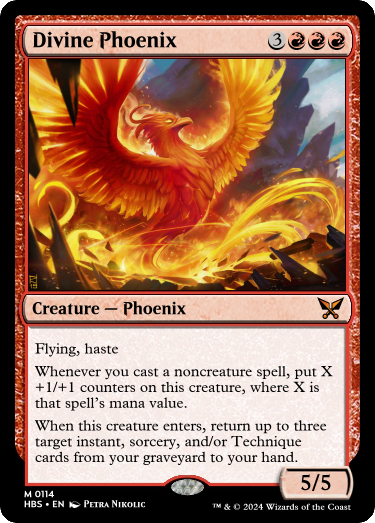 Divine Phoenix 3
Creature — Phoenix
Flying, haste
Whenever you cast a noncreature spell, put X
+1/+1 counters on this creature, where X is
that spell's mana value.
When this creature enters, return up to three
target instant, sorcery, and/or Technique
cards from your graveyard to your hand.
5/5
M 0114
HBS • EN Petra Nikolic
™ & © 2024 Wizards of the Coast